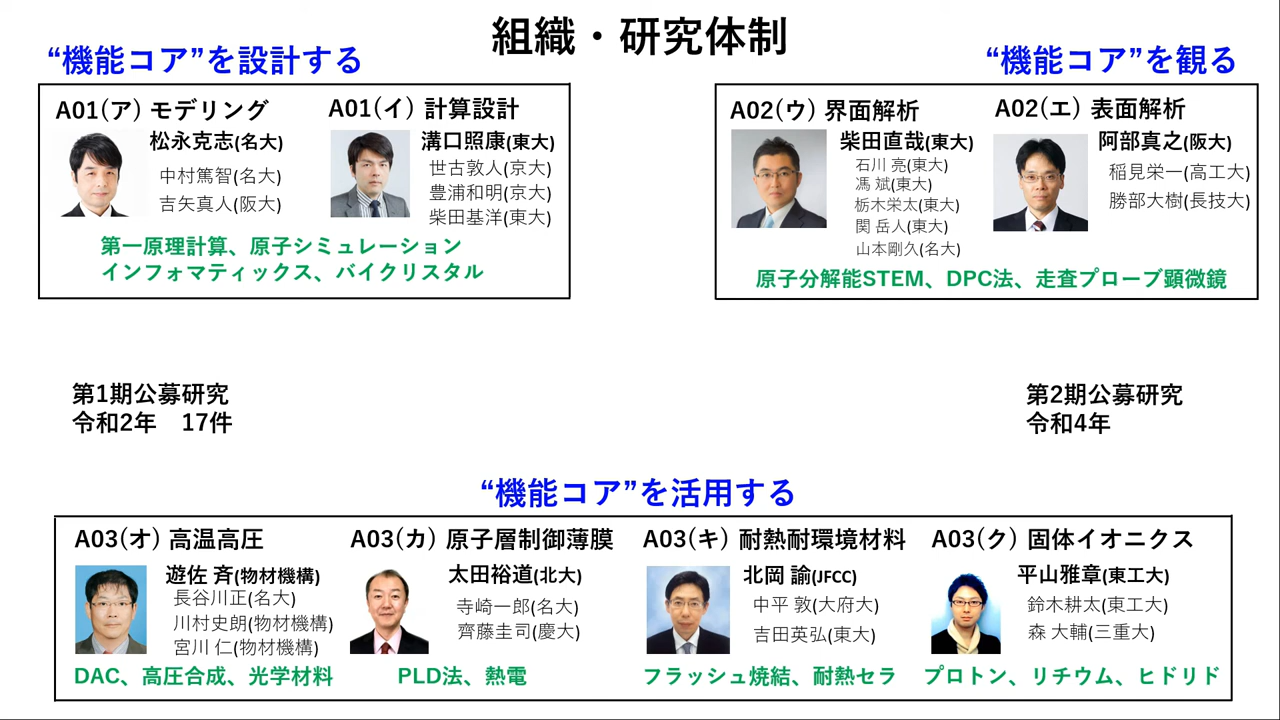 組織・研究体制
“機能コア”を設計する
A01(ア) モデリング
松永克志(名大)
中村篤智(名大)
吉矢真人(阪大)
A01(イ) 計算設計
溝口照康(東大)
世古敦人(京大)
豊浦和明(京大)
柴田基洋(東大)
第一原理計算、原子シミュレーション
インフォマティックス、バイクリスタル
“機能コア”を観る
A02(ウ) 界面解析
柴田直哉(東大)
石川 亮(東大)
馮 斌(東大)
栃木栄太(東大)
関 岳人(東大)
山本剛久(名大)
A02(エ) 表面解析
阿部真之(阪大)
稲見栄一(高工大)
勝部大樹(長技大)
原子分解能STEM、DPC法、走査プローブ顕微鏡
第1期公募研究
令和2年　17件
第2期公募研究
令和4年
“機能コア”を活用する
A03(オ) 高温高圧
遊佐 斉(物材機構)
長谷川正(名大)
川村史朗(物材機構)
宮川 仁(物材機構)
DAC、高圧合成、光学材料
A03(カ) 原子層制御薄膜
太田裕道(北大)
寺崎一郎(名大)
齊藤圭司(慶大)
PLD法、熱電
A03(キ) 耐熱耐環境材料
北岡 諭(JFCC)
中平 敦(大府大)
吉田英弘(東大)
フラッシュ焼結、耐熱セラ
A03(ク) 固体イオニクス
平山雅章(東工大)
鈴木耕太(東工大)
森 大輔(三重大)
プロトン、リチウム、ヒドリド